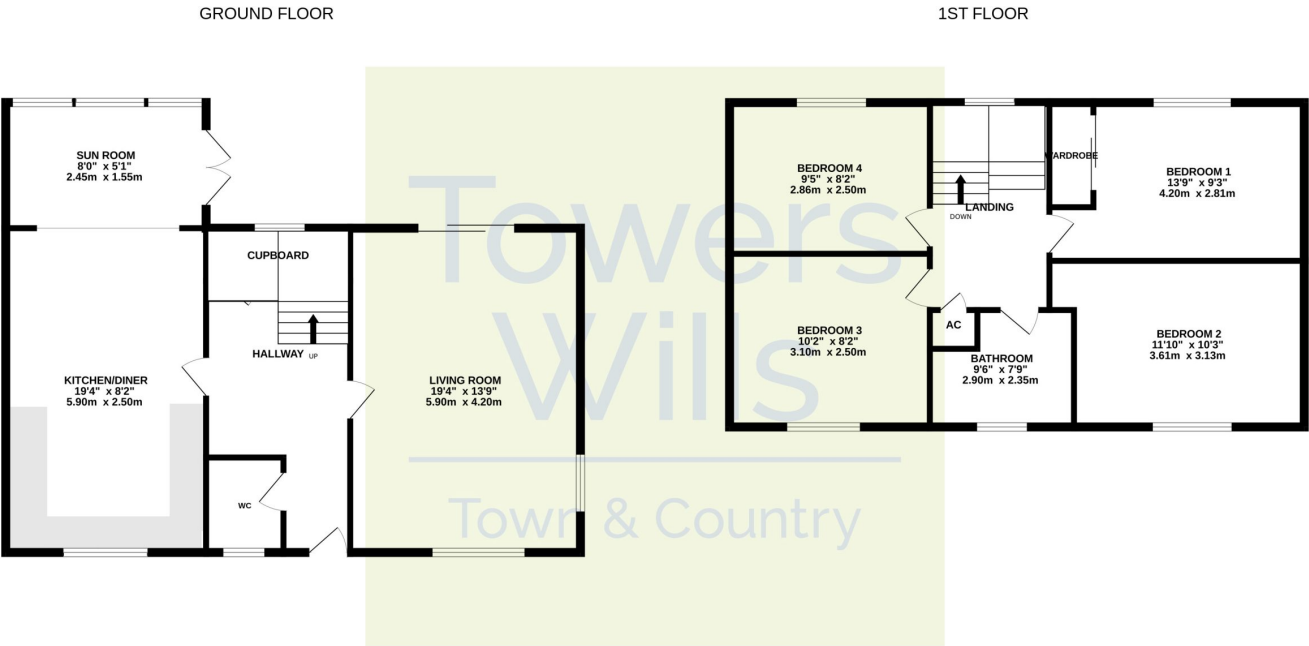 GROUND FLOOR
1ST FLOOR
SUN ROOM
8'0" x 5'1"
2.45m x 1.55m
CUPBOARD
HALLWAY
UP
KITCHEN/DINER
19'4" x 8'2"
5.90m x 2.50m
LIVING ROOM
19'4" x 13'9"
5.90m x 4.20m
WC
BEDROOM 4
9'5" x 8'2"
2.86m x 2.50m
WARDROBE
BEDROOM 1
13'9" x 9'3"
4.20m x 2.81m
LANDING
DOWN
BEDROOM 3
10'2" x 8'2"
3.10m x 2.50m
AC
BATHROOM
9'6" x 7'9"
2.90m x 2.35m
BEDROOM 2
11'10" x 10'3"
3.61m x 3.13m
Towers
Wills
Town & Country